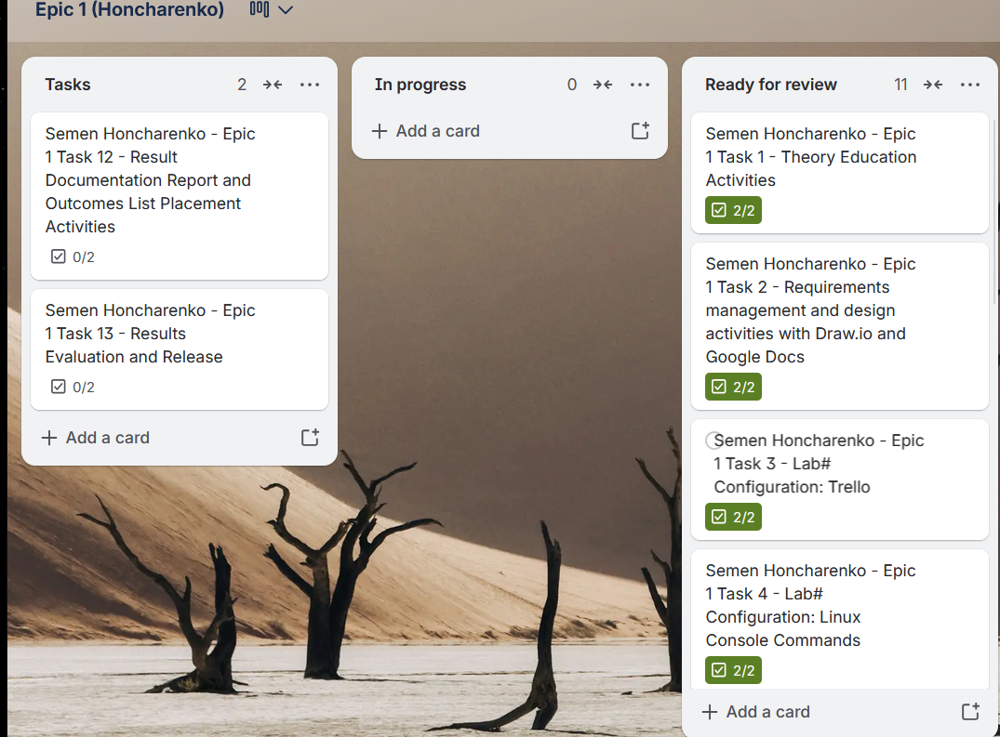 Epic 1 (Honcharenko)
Tasks 2
Semen Honcharenko - Epic
1 Task 12 - Result
Documentation Report and
Outcomes List Placement
Activities
0/2
Semen Honcharenko - Epic
1 Task 13 - Results
Evaluation and Release
0/2
Add a card
In progress 0
Add a card
Ready for review 11
Semen Honcharenko - Epic
1 Task 1 - Theory Education
Activities
2/2
Semen Honcharenko - Epic
1 Task 2 - Requirements
management and design
activities with Draw.io and
Google Docs
2/2
Semen Honcharenko - Epic
1 Task 3 - Lab#
Configuration: Trello
2/2
Semen Honcharenko - Epic
1 Task 4 - Lab#
Configuration: Linux
Console Commands
2/2
Add a card